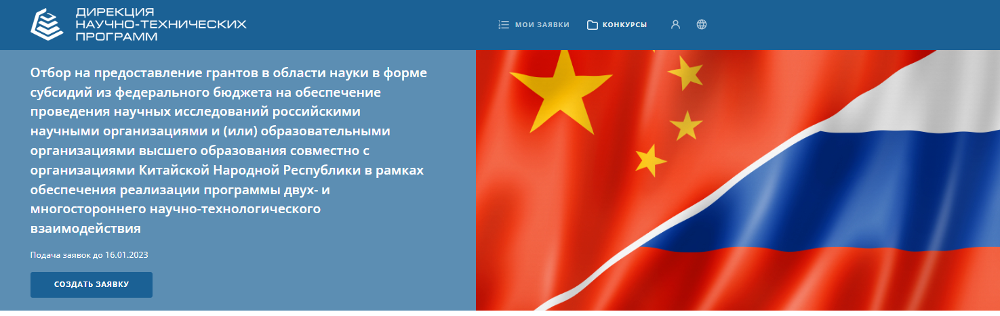 ДИРЕКЦИЯ
НАУЧНО-ТЕХНИЧЕСКИХ
ПРОГРАММ
МОИ ЗАЯВКИ
КОНКУРСЫ
Отбор на предоставление грантов в области науки в форме
субсидий из федерального бюджета на обеспечение
проведения научных исследований российскими
научными организациями и (или) образовательными
организациями высшего образования совместно с
организациями Китайской Народной Республики в рамках
обеспечения реализации программы двух- и
многостороннего научно-технологического
взаимодействия
Подача заявок до 16.01.2023
СОЗДАТЬ ЗАЯВКУ